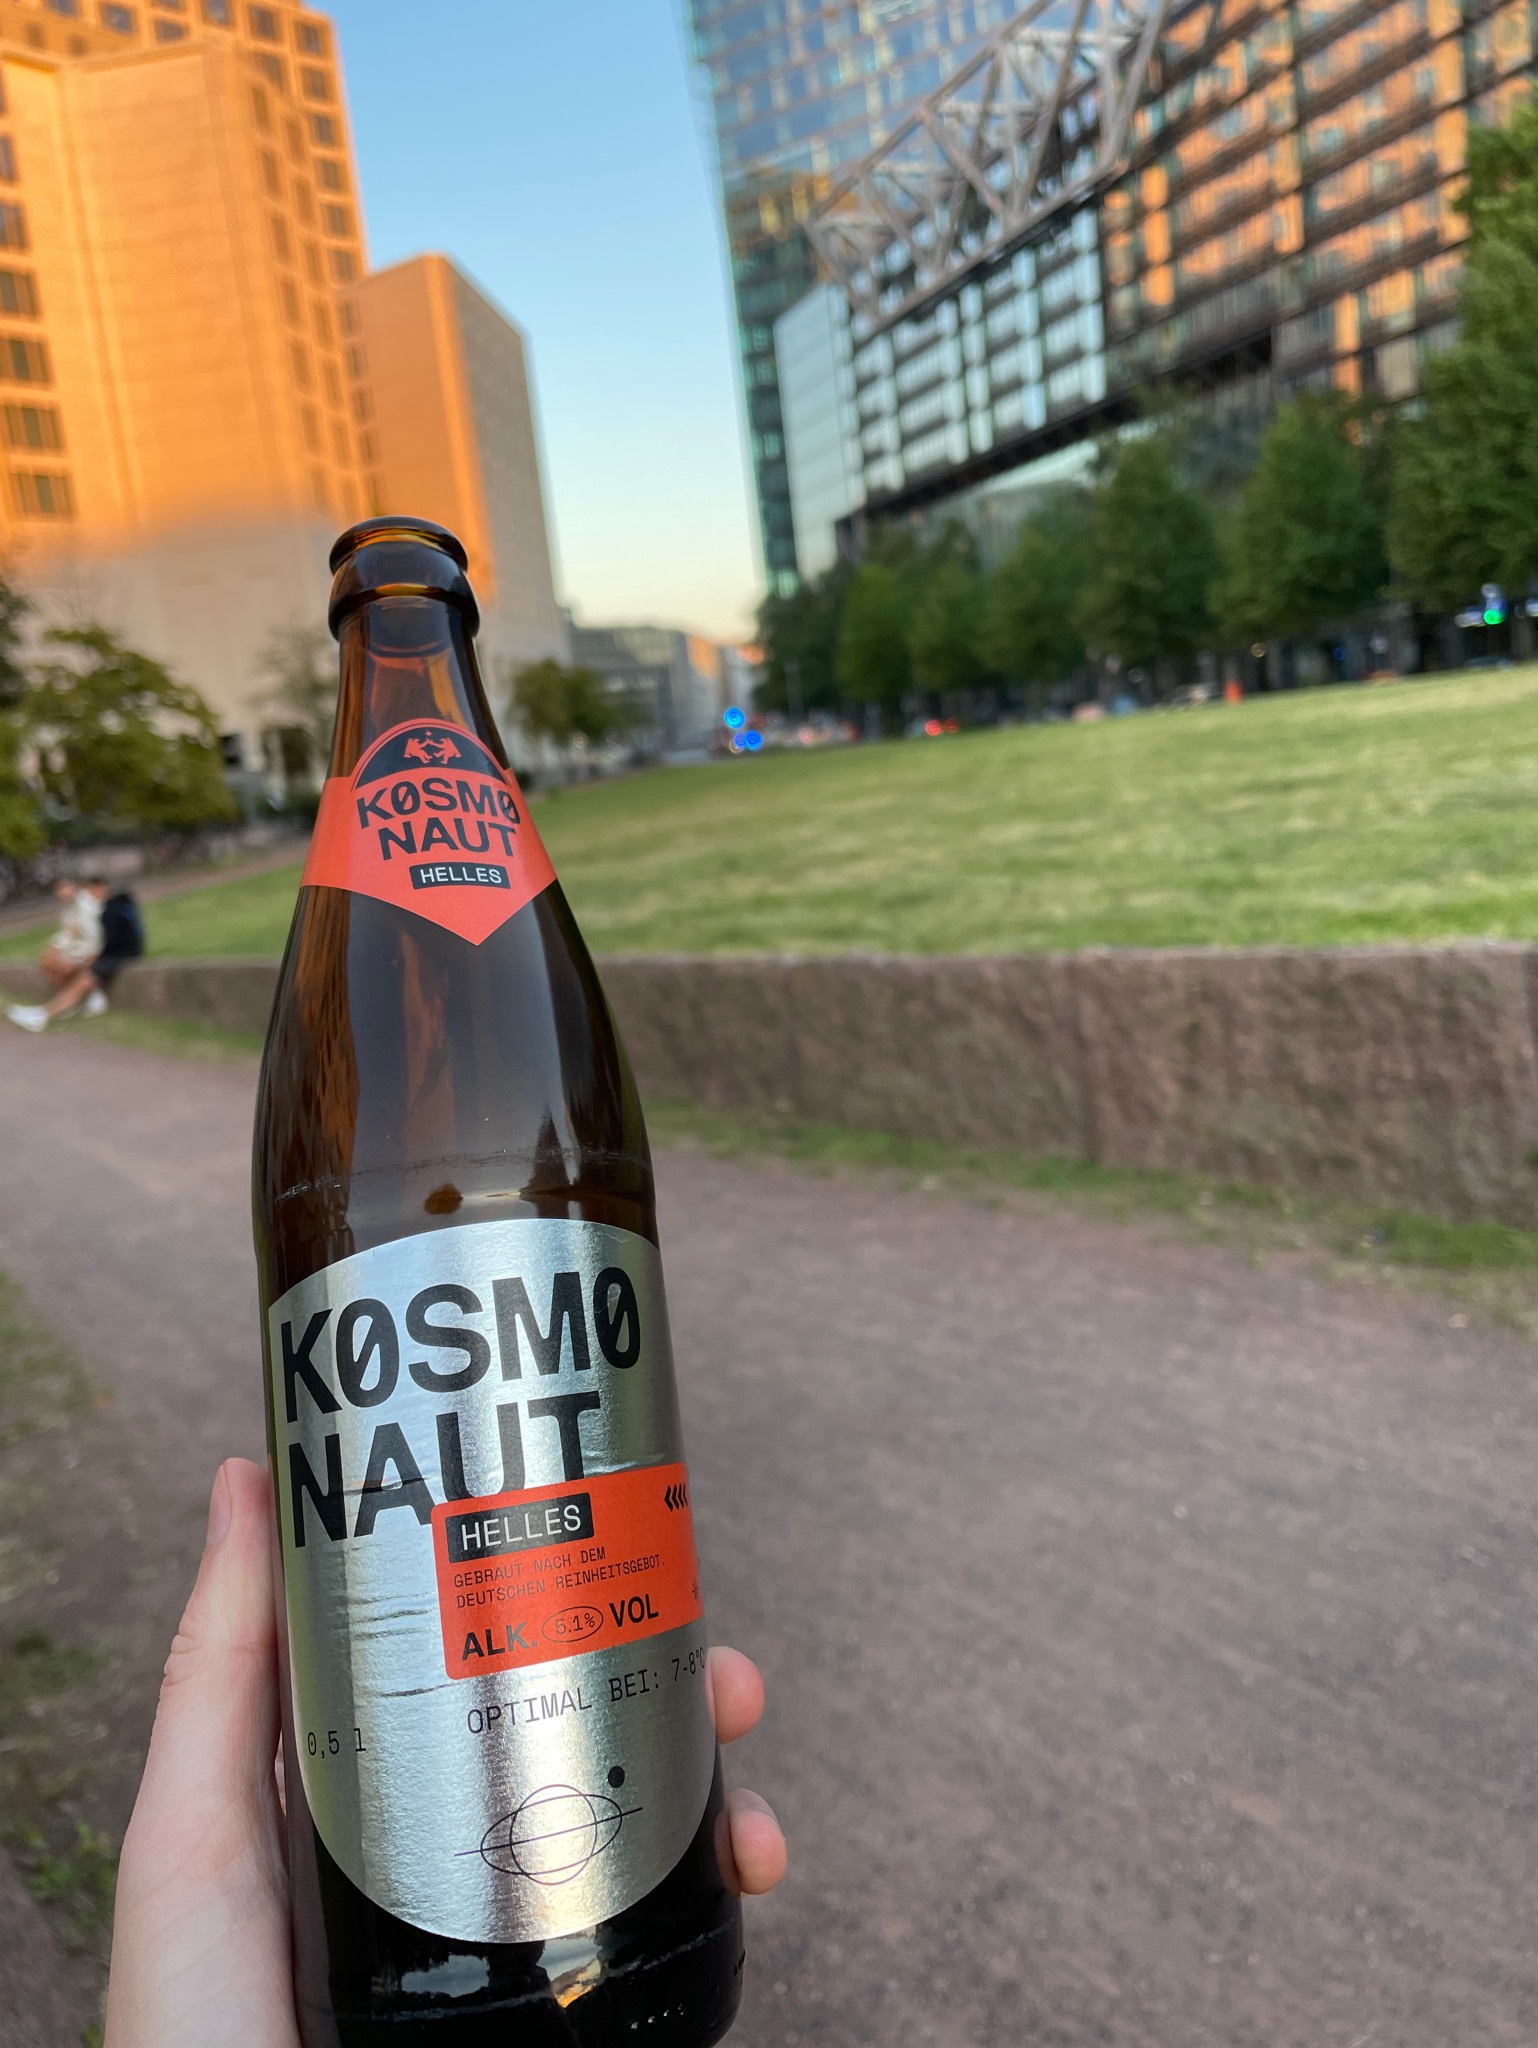 KØSMØ
NAUT
HELLES
KØSMØ
NAUT
HELLES
GEBRAUT NACH DEM
DEUTSCHEN REINHEITSGEBOT.
ALK. 5.1% VOL
OPTIMAL BEI: 7-8°C
0,5 l